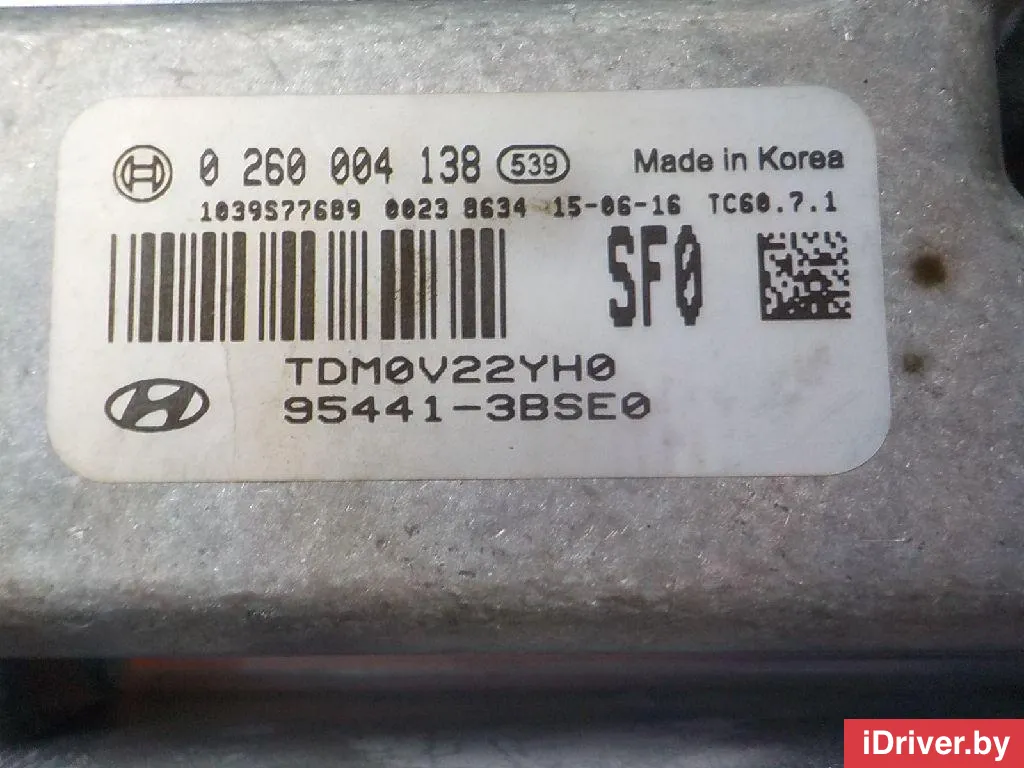 0 260 004 138 539 Made in Korea
1039S77689 0023 8634 15-06-16 TC60.7.1
SF0
TDM0V22YH0
95441-3BSE0
iDriver.by